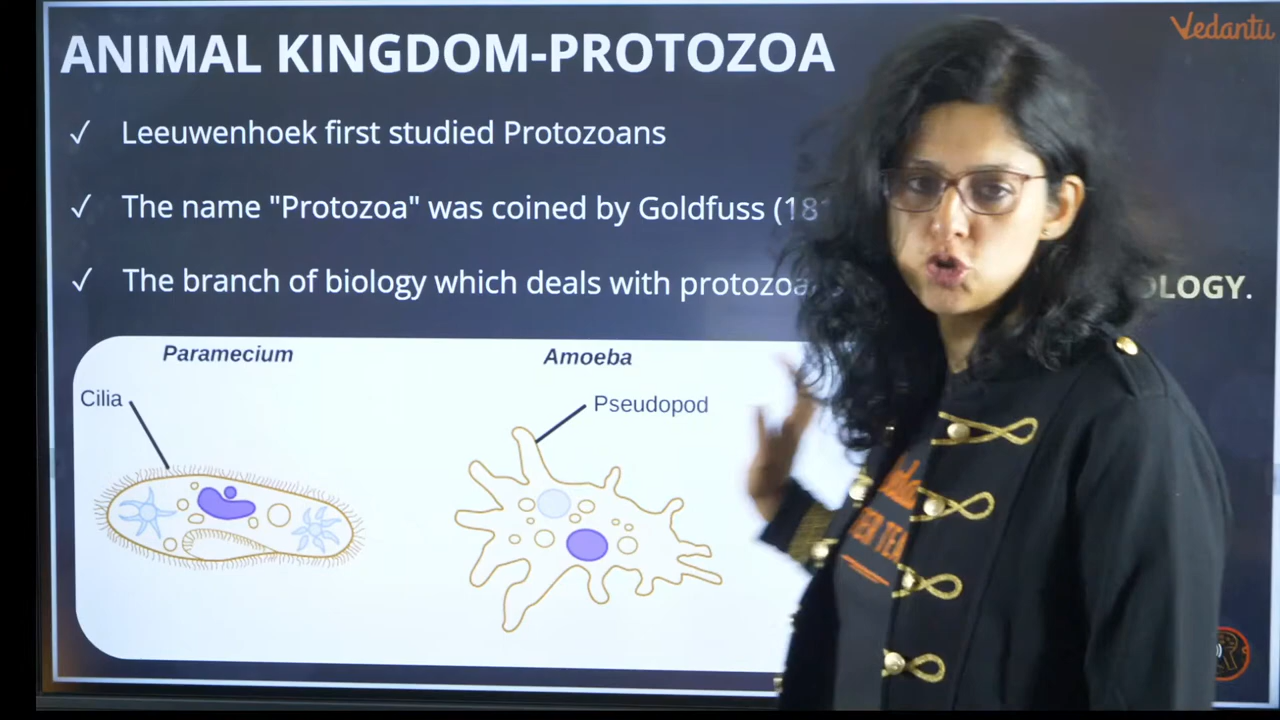 Vedantu
ANIMAL KINGDOM-PROTOZOA
✓ Leeuwenhoek first studied Protozoans
✓ The name "Protozoa" was coined by Goldfuss (18
✓ The branch of biology which deals with OLOGY.
Paramecium
Amoeba
Cilia
Pseudopod